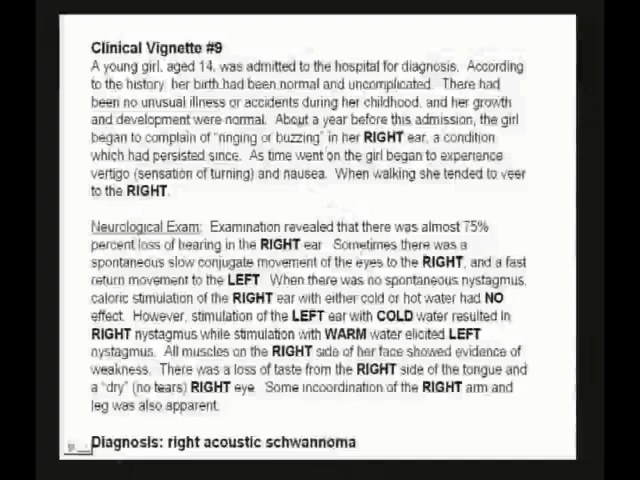 Clinical Vignette #9
A young girl, aged 14, was admitted to the hospital for diagnosis. According
to the history, her birth had been normal and uncomplicated. There had
been no unusual illness or accidents during her childhood, and her growth
and development were normal. About a year before this admission, the girl
began to complain of "ringing or buzzing" in her RIGHT ear, a condition
which had persisted since. As time went on the girl began to experience
vertigo (sensation of turning) and nausea. When walking she tended to veer
to the RIGHT.
Neurological Exam: Examination revealed that there was almost 75%
percent loss of hearing in the RIGHT ear. Sometimes there was a
spontaneous slow conjugate movement of the eyes to the RIGHT, and a fast
return movement to the LEFT. When there was no spontaneous nystagmus,
caloric stimulation of the RIGHT ear with either cold or hot water had NO
effect. However, stimulation of the LEFT ear with COLD water resulted in
RIGHT nystagmus while stimulation with WARM water elicited LEFT
nystagmus. All muscles on the RIGHT side of her face showed evidence of
weakness. There was a loss of taste from the RIGHT side of the tongue and
a "dry" (no tears) RIGHT eye. Some incoordination of the RIGHT arm and
leg was also apparent.
Diagnosis: right acoustic schwannoma